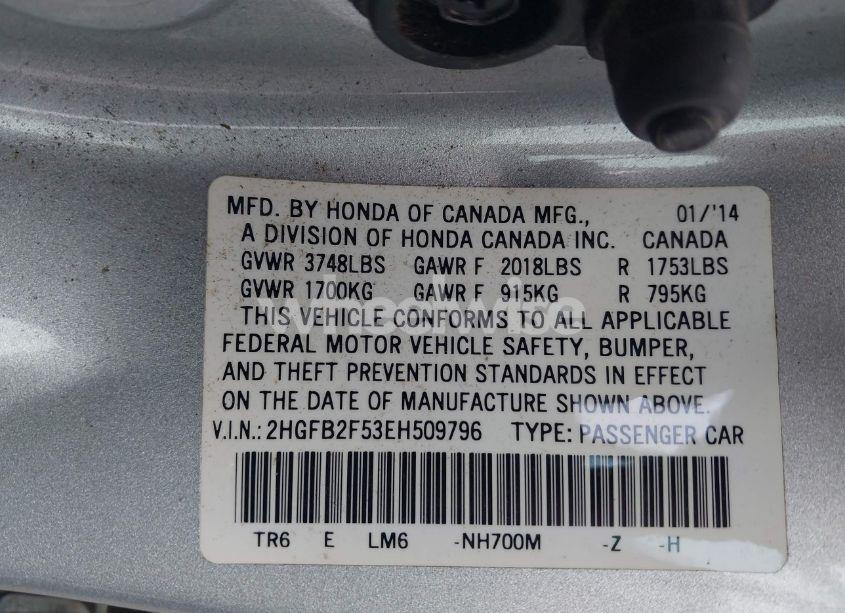 MFD. BY HONDA OF CANADA MFG., 01/'14
A DIVISION OF HONDA CANADA INC. CANADA
GVWR 3748LBS GAWR F 2018LBS R 1753LBS
GVWR 1700KG GAWR F 915KG R 795KG
Wheelwise
THIS VEHICLE CONFORMS TO ALL APPLICABLE
FEDERAL MOTOR VEHICLE SAFETY, BUMPER,
AND THEFT PREVENTION STANDARDS IN EFFECT
ON THE DATE OF MANUFACTURE SHOWN ABOVE.
V.I.N.: 2HGFB2F53EH509796 TYPE: PASSENGER CAR
TR6 E LM6 -NH700M -Z -H